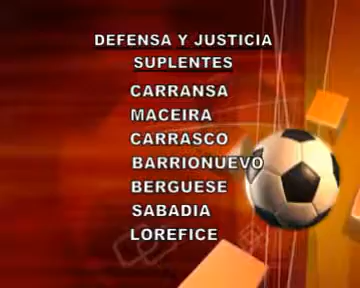 DEFENSA Y JUSTICIA
SUPLENTES
CARRANSA
MACEIRA
CARRASCO
BARRIONUEVO
BERGUESE
SABADIA
LOREFICE